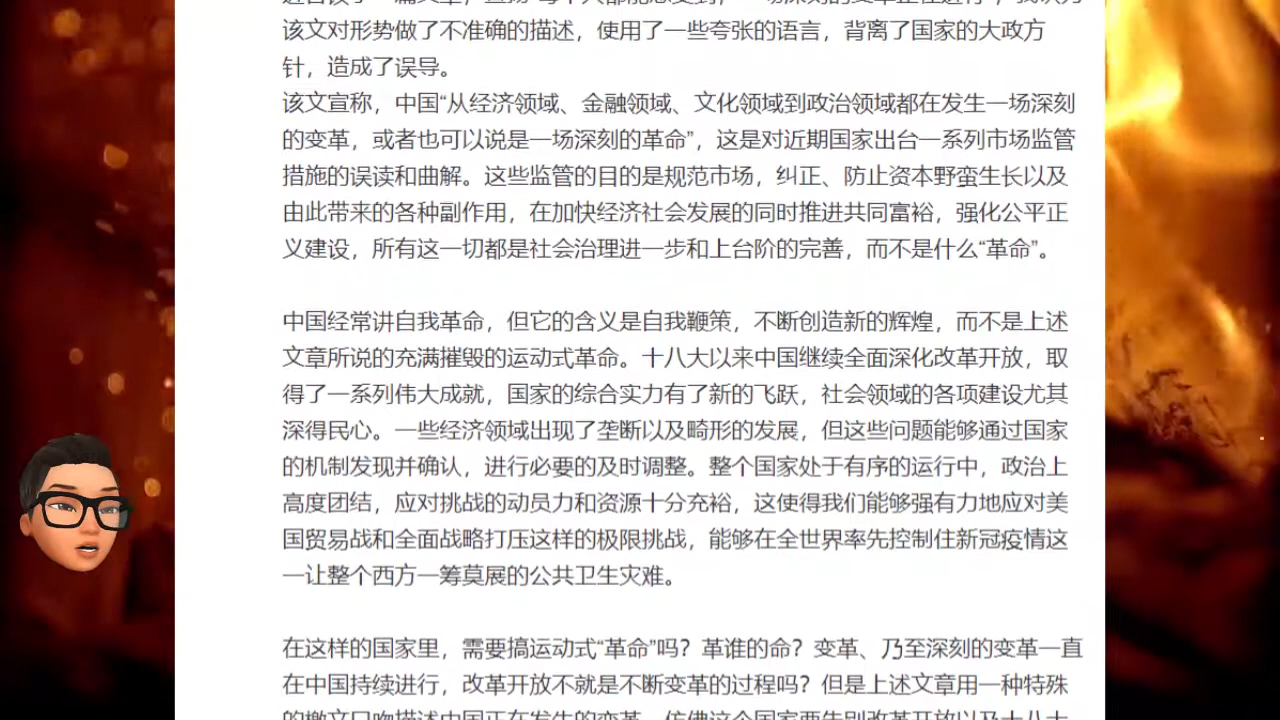 该文对形势做了不准确的描述，使用了一些夸张的语言，背离了国家的大政方
针，造成了误导。
该文宣称，中国“从经济领域、金融领域、文化领域到政治领域都在发生一场深刻
的变革，或者也可以说是一场深刻的革命”，这是对近期国家出台一系列市场监管
措施的误读和曲解。这些监管的目的是规范市场，纠正、防止资本野蛮生长以及
由此带来的各种副作用，在加快经济社会发展的同时推进共同富裕，强化公平正
义建设，所有这一切都是社会治理进一步和上台阶的完善，而不是什么“革命”。
中国经常讲自我革命，但它的含义是自我鞭策，不断创造新的辉煌，而不是上述
文章所说的充满摧毁的运动式革命。十八大以来中国继续全面深化改革开放，取
得了一系列伟大成就，国家的综合实力有了新的飞跃，社会领域的各项建设尤其
深得民心。一些经济领域出现了垄断以及畸形的发展，但这些问题能够通过国家
的机制发现并确认，进行必要的及时调整。整个国家处于有序的运行中，政治上
高度团结，应对挑战的动员力和资源十分充裕，这使得我们能够强有力地应对美
国贸易战和全面战略打压这样的极限挑战，能够在全世界率先控制住新冠疫情这
一让整个西方一筹莫展的公共卫生灾难。
在这样的国家里，需要搞运动式“革命”吗？革谁的命？变革、乃至深刻的变革一直
在中国持续进行，改革开放不就是不断变革的过程吗？但是上述文章用一种特殊